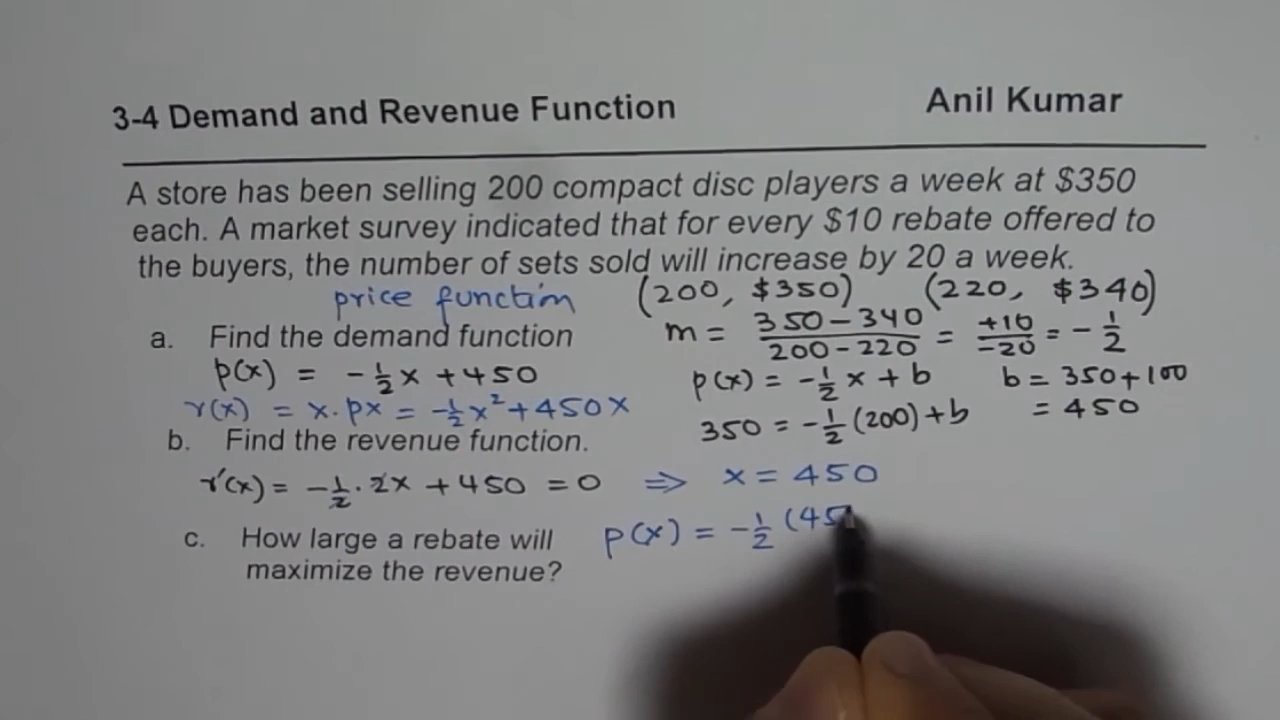 3-4 Demand and Revenue Function Anil Kumar
A store has been selling 200 compact disc players a week at $350
each. A market survey indicated that for every $10 rebate offered to
the buyers, the number of sets sold will increase by 20 a week.
price function (200, $350) (220, $340)
a. Find the demand function m = 350-340 / 200-220 = +10 / -20 = -1/2
p(x) = -1/2 x + 450 p(x) = -1/2 x + b b = 350+100
r(x) = x. px = -1/2 x² + 450x 350 = -1/2 (200) + b = 450
b. Find the revenue function.
r'(x) = -1/2 . 2x + 450 = 0 ⇒ x = 450
c. How large a rebate will p(x) = -1/2 (45
maximize the revenue?